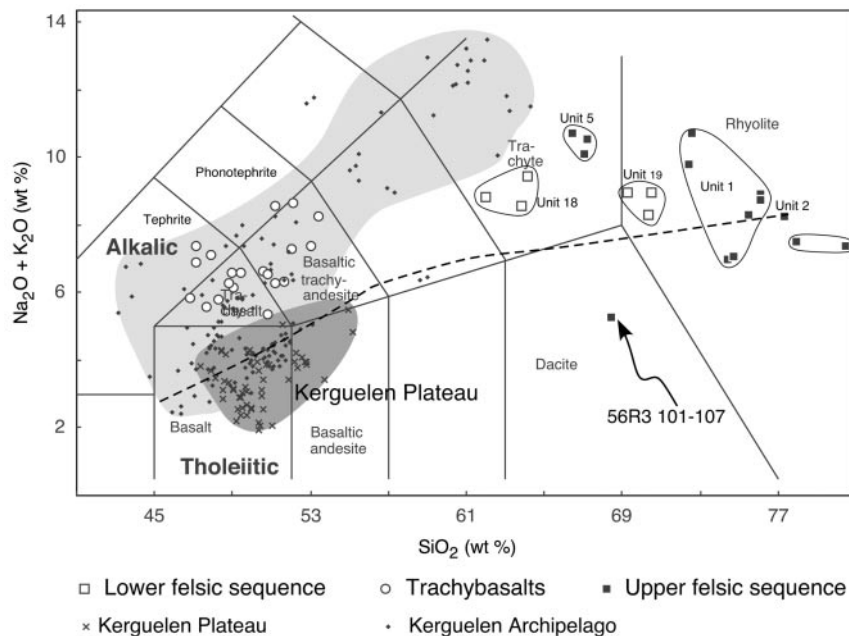 14
10
6
2
Na2O + K2O (wt %)
Phonotephrite
Tephrite
Alkalic
Basaltic
trachy-
andesite
basalt
Tra-
chyte
Unit 5
Unit 18
Unit 19
Rhyolite
Unit 1
Unit 2
Kerguelen Plateau
Basalt
Tholeiitic
Basaltic
andesite
Dacite
56R3 101-107
45
53
61
69
77
SiO2 (wt %)
Lower felsic sequence
Trachybasalts
Upper felsic sequence
Kerguelen Plateau
Kerguelen Archipelago